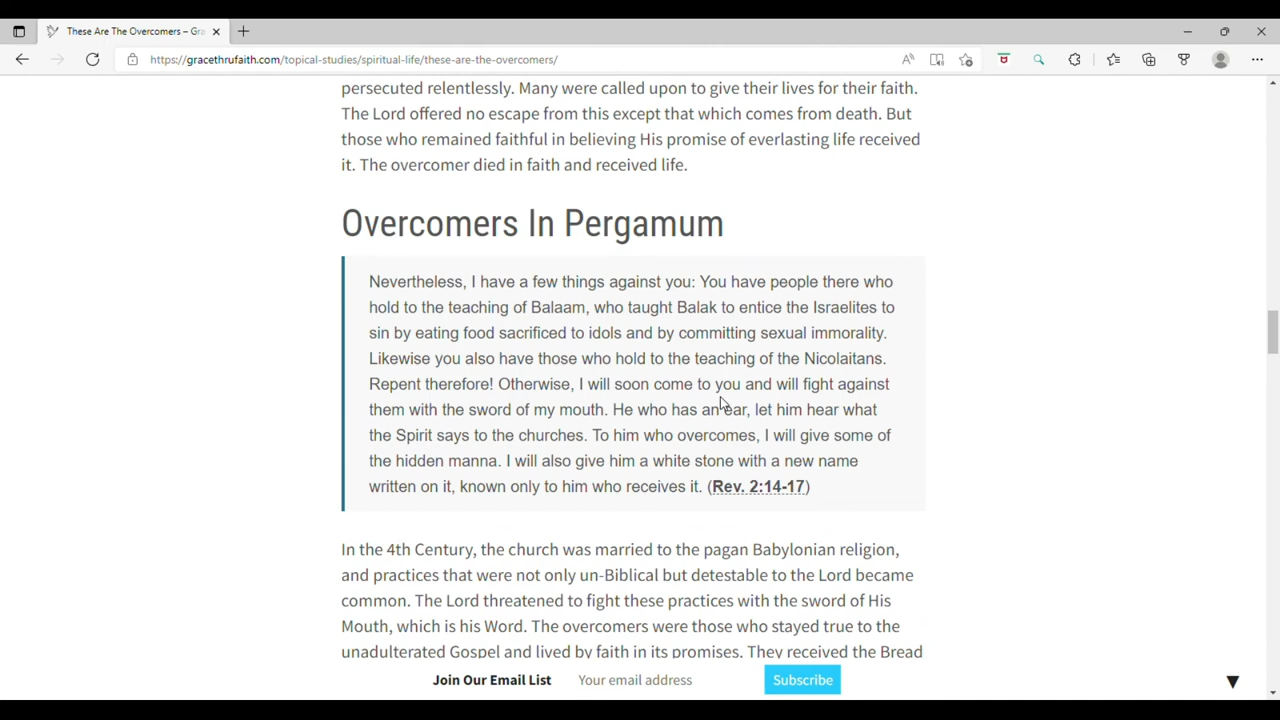 These Are The Overcomers – Gra
https://gracethrufaith.com/topical-studies/spiritual-life/these-are-the-overcomers/
persecuted relentlessly. Many were called upon to give their lives for their faith.
The Lord offered no escape from this except that which comes from death. But
those who remained faithful in believing His promise of everlasting life received
it. The overcomer died in faith and received life.
Overcomers In Pergamum
Nevertheless, I have a few things against you: You have people there who
hold to the teaching of Balaam, who taught Balak to entice the Israelites to
sin by eating food sacrificed to idols and by committing sexual immorality.
Likewise you also have those who hold to the teaching of the Nicolaitans.
Repent therefore! Otherwise, I will soon come to you and will fight against
them with the sword of my mouth. He who has an ear, let him hear what
the Spirit says to the churches. To him who overcomes, I will give some of
the hidden manna. I will also give him a white stone with a new name
written on it, known only to him who receives it. (Rev. 2:14-17)
In the 4th Century, the church was married to the pagan Babylonian religion,
and practices that were not only un-Biblical but detestable to the Lord became
common. The Lord threatened to fight these practices with the sword of His
Mouth, which is his Word. The overcomers were those who stayed true to the
unadulterated Gospel and lived by faith in its promises. They received the Bread
Join Our Email List Your email address Subscribe